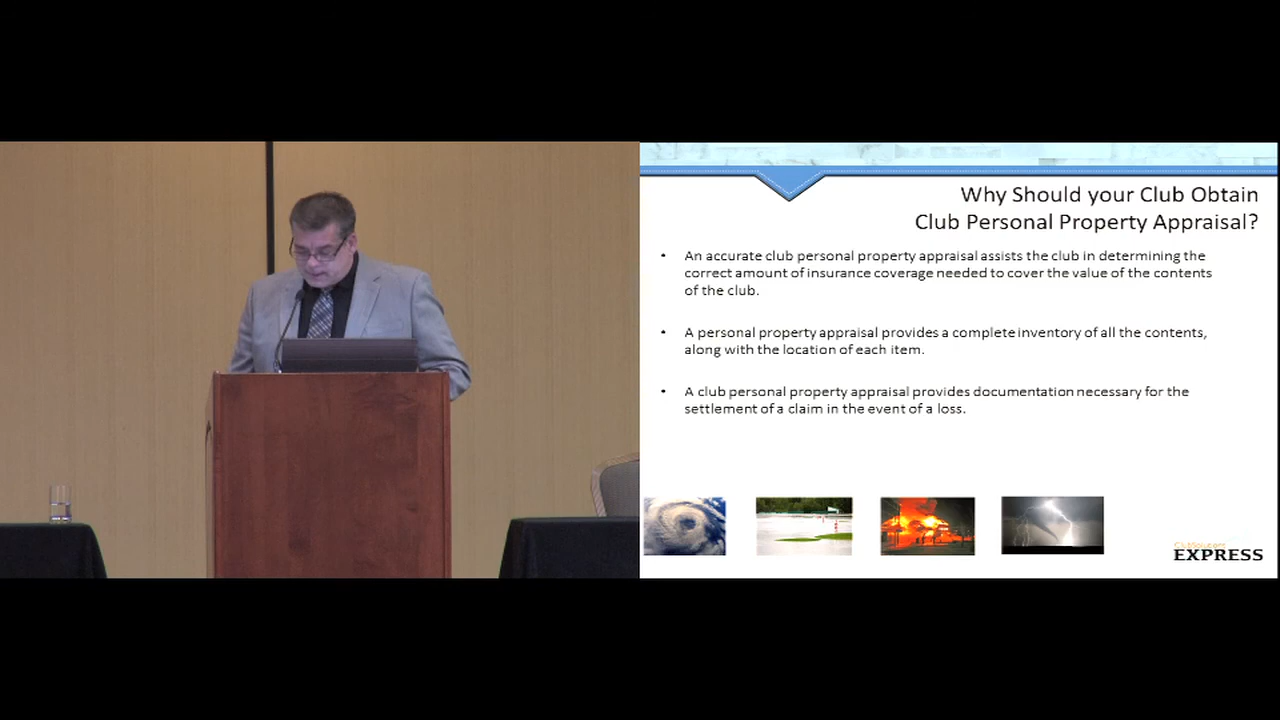 Why Should your Club Obtain
Club Personal Property Appraisal?
• An accurate club personal property appraisal assists the club in determining the
correct amount of insurance coverage needed to cover the value of the contents
of the club.
• A personal property appraisal provides a complete inventory of all the contents,
along with the location of each item.
• A club personal property appraisal provides documentation necessary for the
settlement of a claim in the event of a loss.
ClubSolutions
EXPRESS